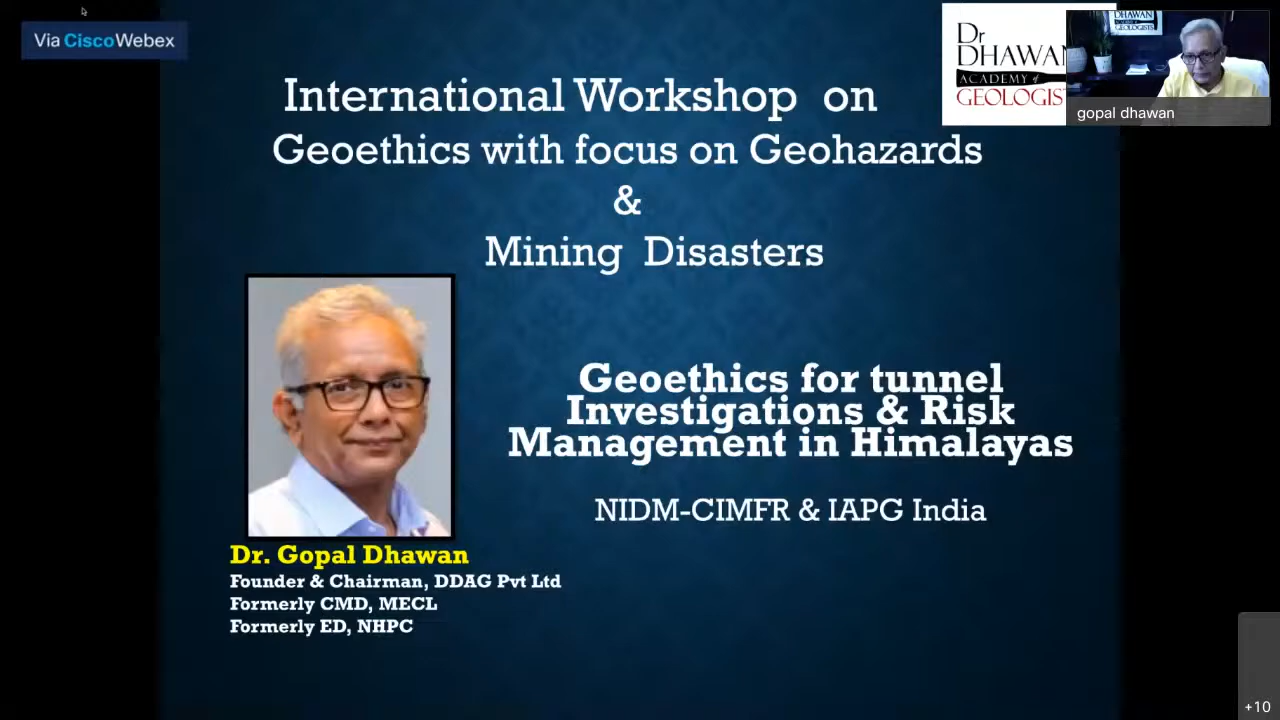 Via CiscoWebex
International Workshop on
Geoethics with focus on Geohazards
&
Mining Disasters
Dr
DHAWAN
ACADEMY of
GEOLOGIST
DHAWAN
GEOLOGISTS
gopal dhawan
Geoethics for tunnel
Investigations & Risk
Management in Himalayas
NIDM-CIMFR & IAPG India
Dr. Gopal Dhawan
Founder & Chairman, DDAG Pvt Ltd
Formerly CMD, MECL
Formerly ED, NHPC
+10